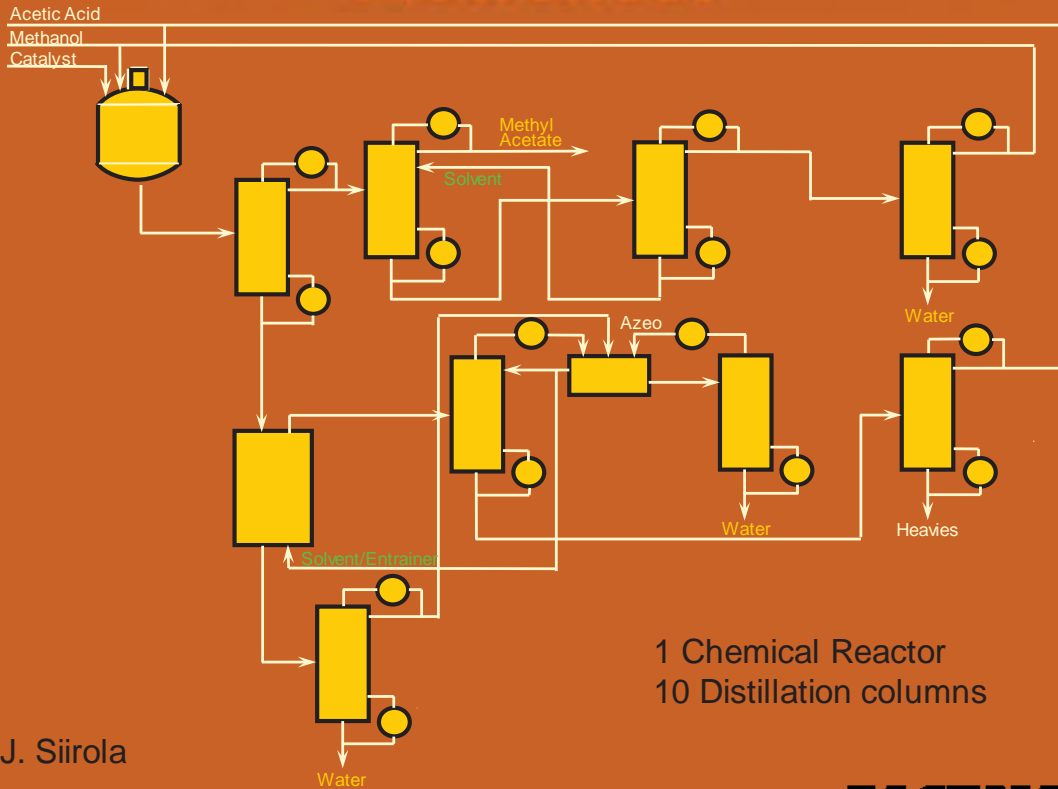 Acetic Acid
Methanol
Catalyst
Methyl
Acetate
Solvent
Water
Azeo
Water
Heavies
Solvent/Entrainer
1 Chemical Reactor
10 Distillation columns
J. Siirola
Water